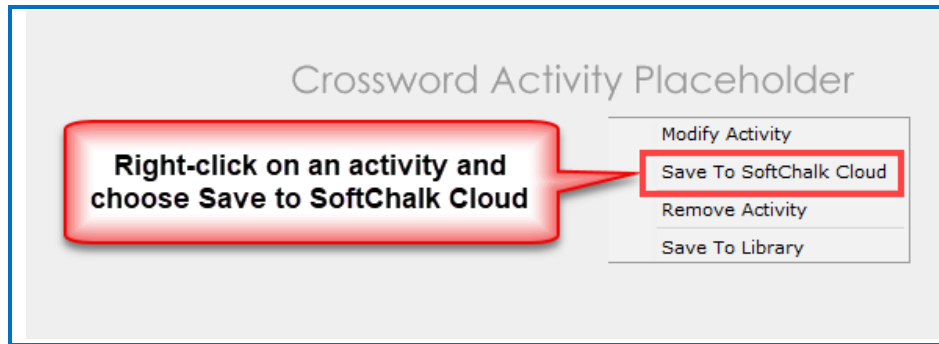 Crossword Activity Placeholder
Modify Activity
Right-click on an activity and
choose Save to SoftChalk Cloud
Save To SoftChalk Cloud
Remove Activity
Save To Library